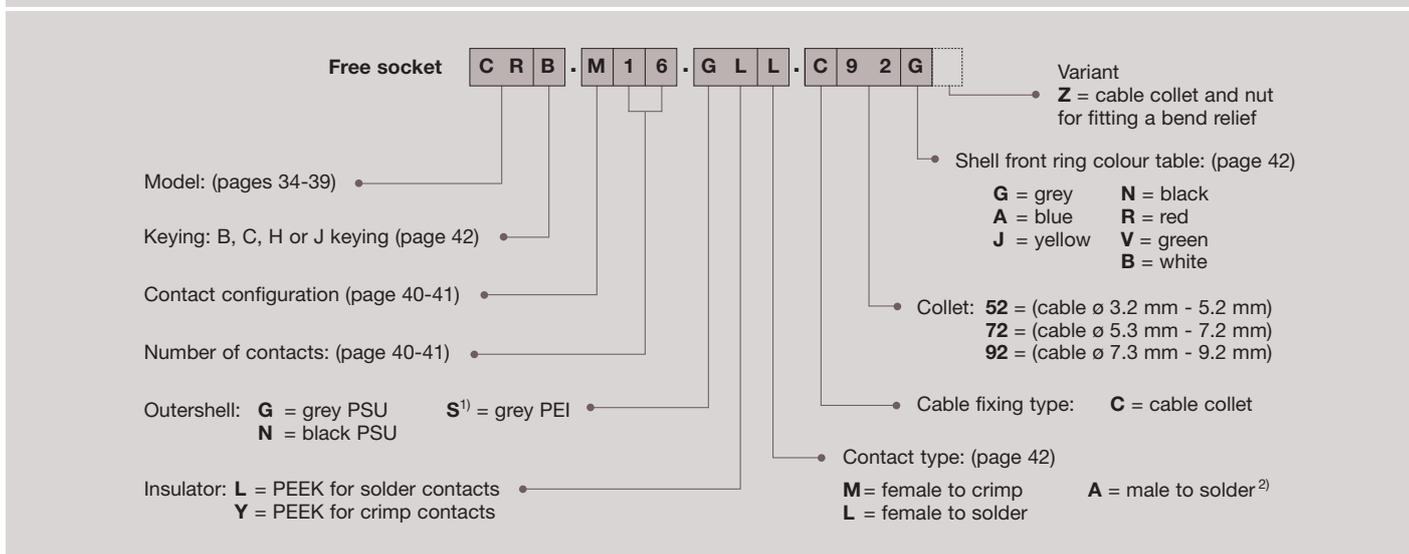 Free socket CRB.M16.GLL.C92G
Variant
Z = cable collet and nut
for fitting a bend relief
Shell front ring colour table: (page 42)
G = grey N = black
A = blue R = red
J = yellow V = green
B = white
Model: (pages 34-39)
Keying: B, C, H or J keying (page 42)
Contact configuration (page 40-41)
Collet: 52 = (cable ø 3.2 mm - 5.2 mm)
72 = (cable ø 5.3 mm - 7.2 mm)
92 = (cable ø 7.3 mm - 9.2 mm)
Number of contacts: (page 40-41)
Outershell: G = grey PSU S1) = grey PEI
N = black PSU
Cable fixing type: C = cable collet
Contact type: (page 42)
M = female to crimp A = male to solder 2)
L = female to solder
Insulator: L = PEEK for solder contacts
Y = PEEK for crimp contacts